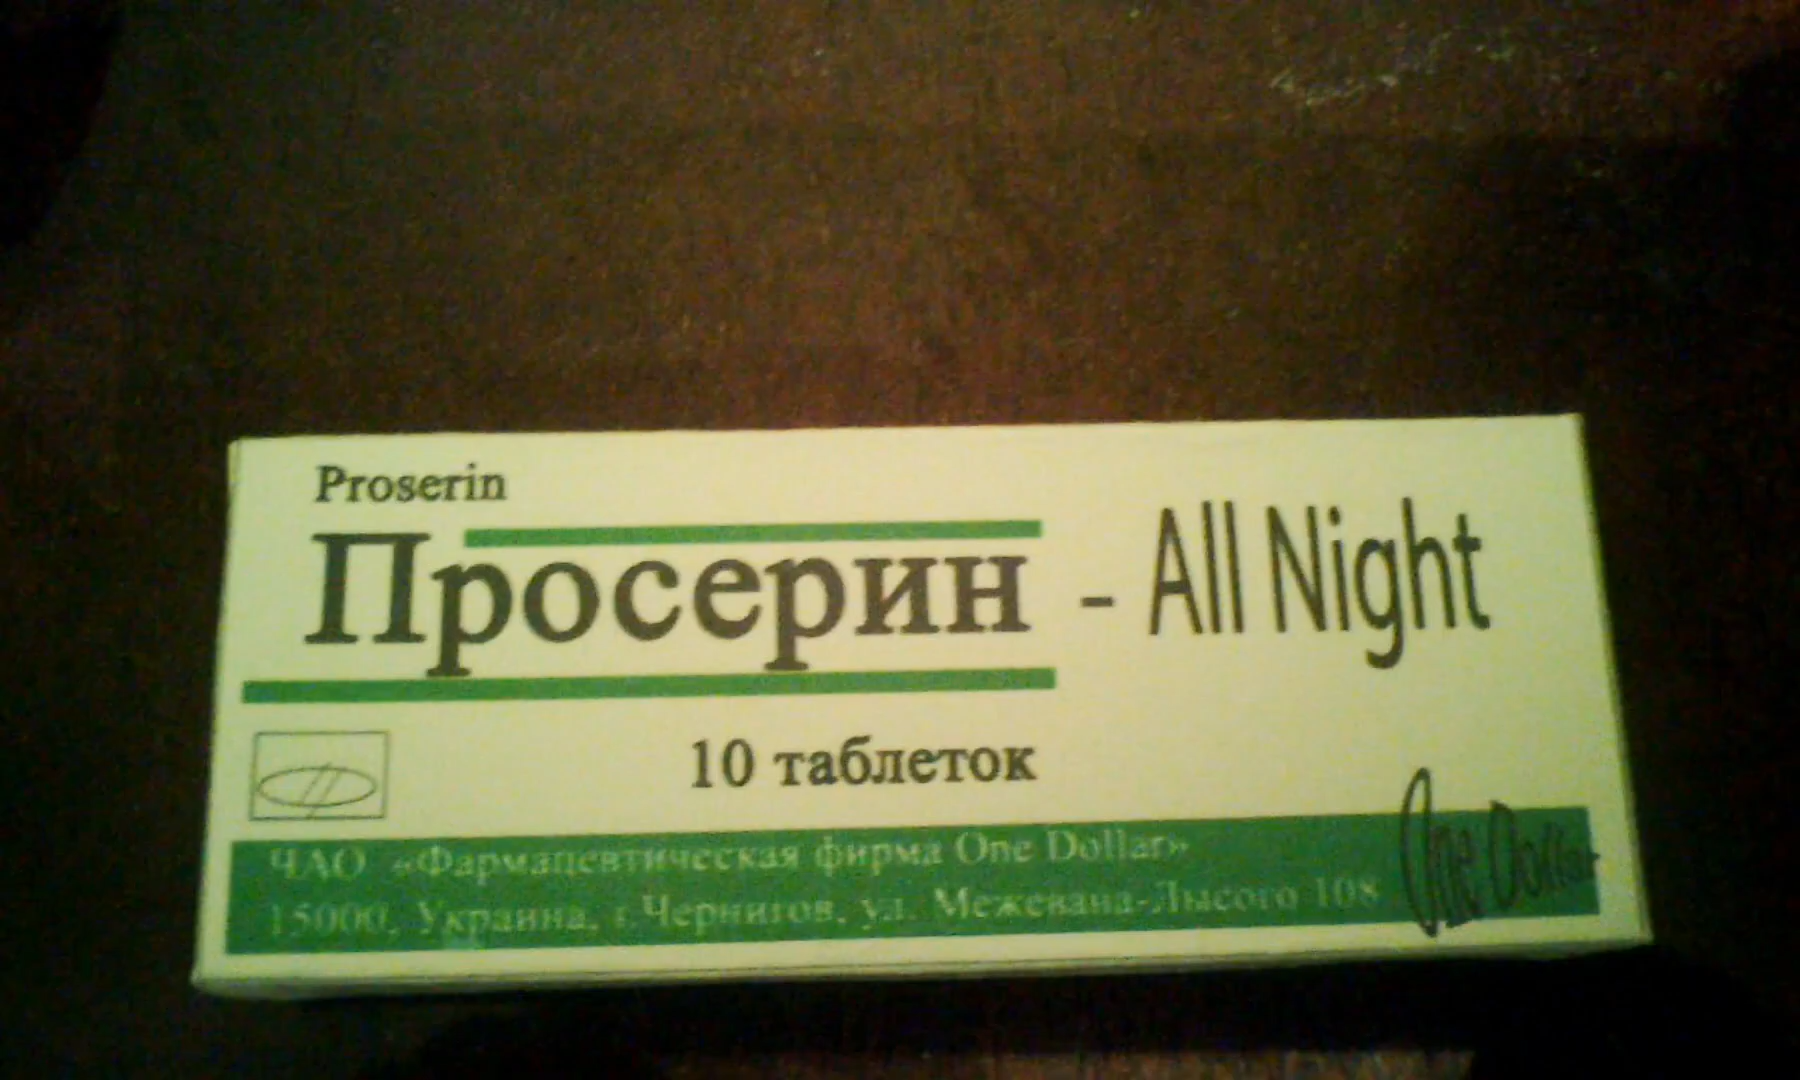 Proserin
Просерин - All Night
10 таблеток
ЧАО «Фармацевтическая фирма One Dollar»
15000, Украина, г.Чернигов, ул. Межевана-Лысого 108
One Dollar